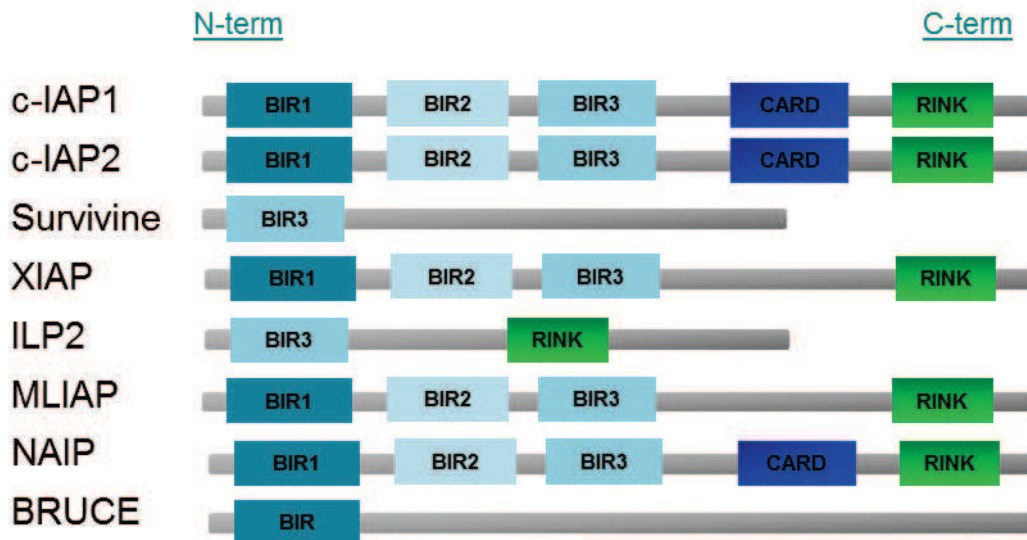 N-term C-term
c-IAP1 BIR1 BIR2 BIR3 CARD RINK
c-IAP2 BIR1 BIR2 BIR3 CARD RINK
Survivine BIR3
XIAP BIR1 BIR2 BIR3 RINK
ILP2 BIR3 RINK
MLIAP BIR1 BIR2 BIR3 RINK
NAIP BIR1 BIR2 BIR3 CARD RINK
BRUCE BIR